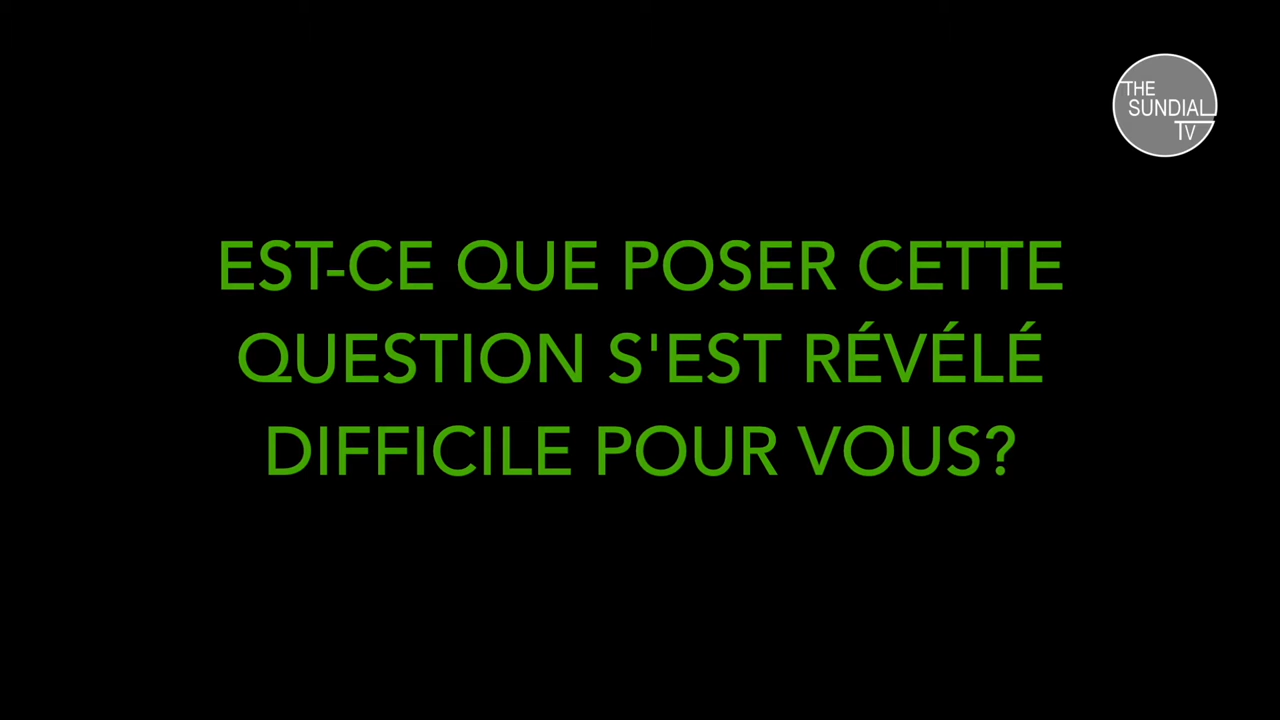 THE
SUNDIAL
TV
EST-CE QUE POSER CETTE
QUESTION S'EST RÉVÉLÉ
DIFFICILE POUR VOUS?